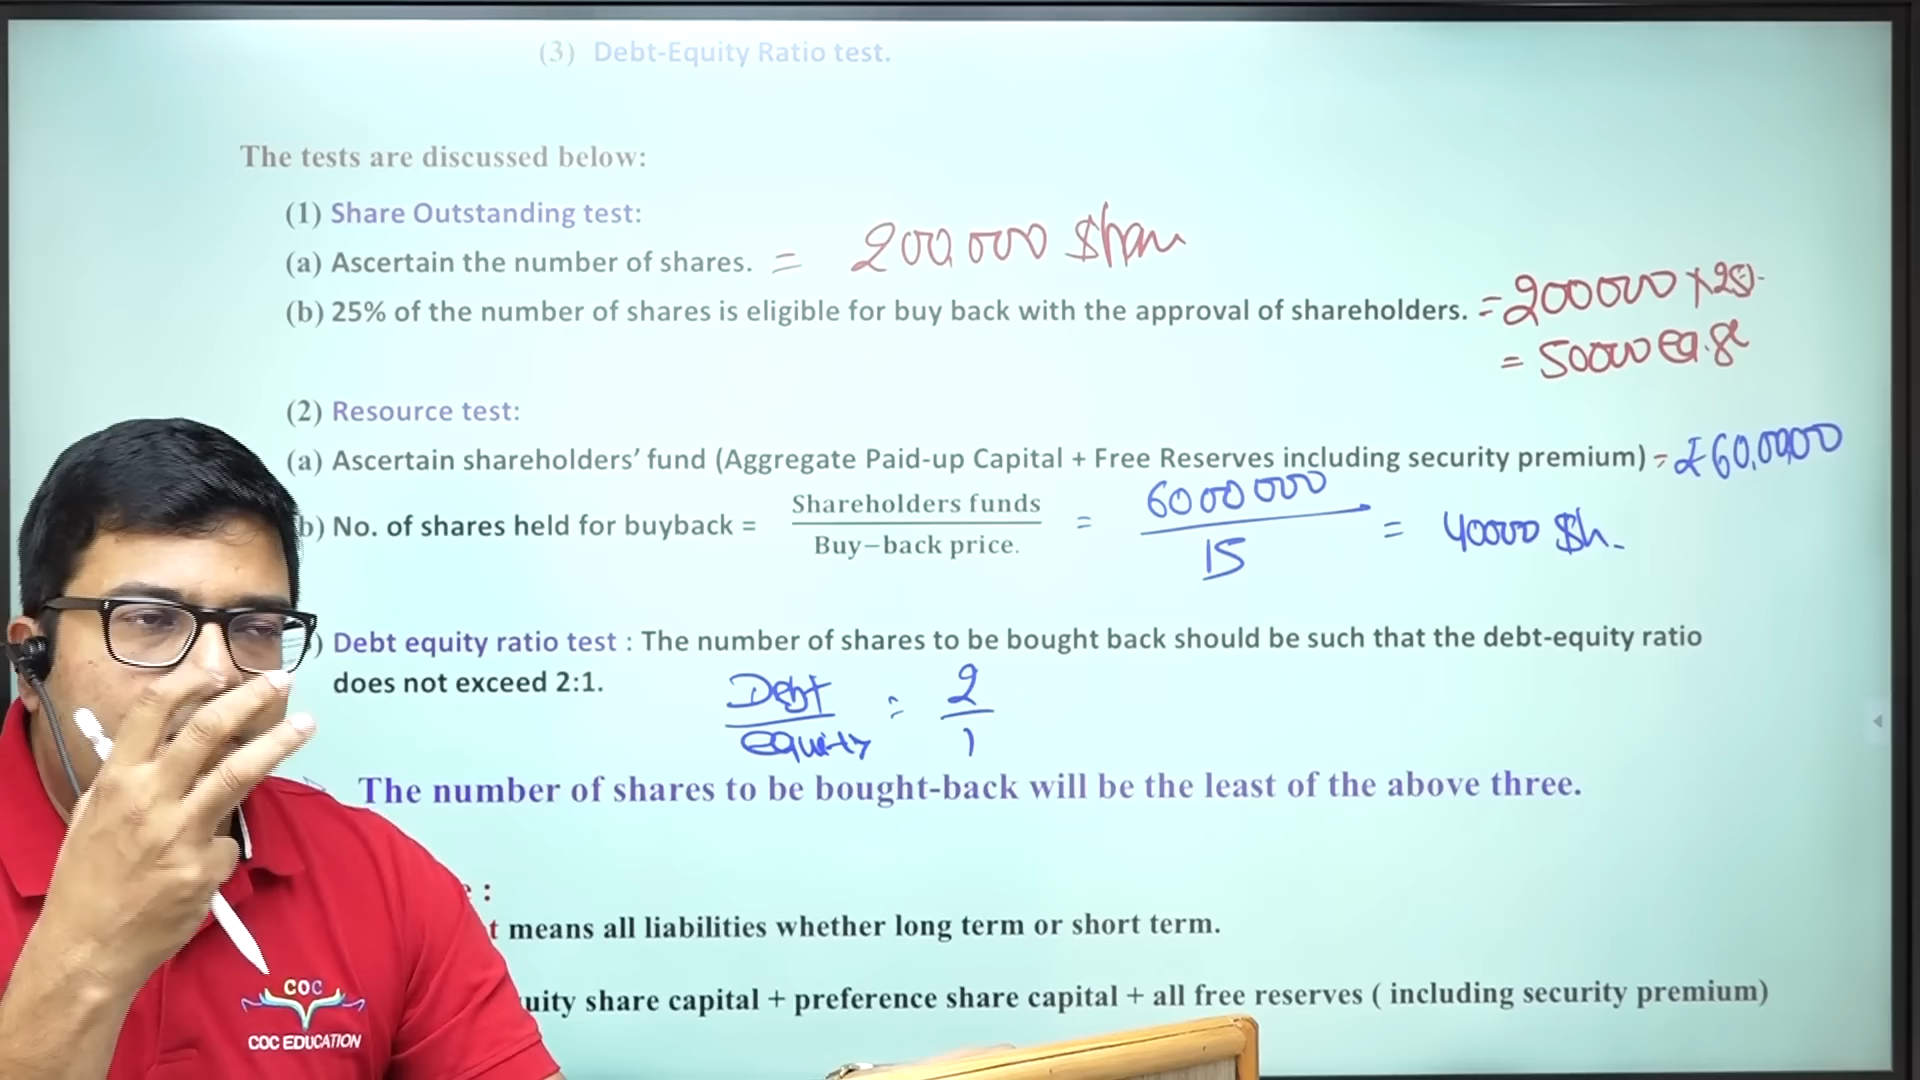 (3) Debt-Equity Ratio test.
The tests are discussed below:
(1) Share Outstanding test:
(a) Ascertain the number of shares. = 200,000 Share
(b) 25% of the number of shares is eligible for buy back with the approval of shareholders. = 200000 x 25%
= 50000 eq. sh
(2) Resource test:
(a) Ascertain shareholders’ fund (Aggregate Paid-up Capital + Free Reserves including security premium) = ₹ 60,00,000
b) No. of shares held for buyback = Shareholders funds = 6000000 = 40000 Sh.
Buy–back price. 15
) Debt equity ratio test : The number of shares to be bought back should be such that the debt-equity ratio
does not exceed 2:1.
Debt = 2
equity 1
The number of shares to be bought-back will be the least of the above three.
:
t means all liabilities whether long term or short term.
uity share capital + preference share capital + all free reserves ( including security premium)
COC
COC EDUCATION